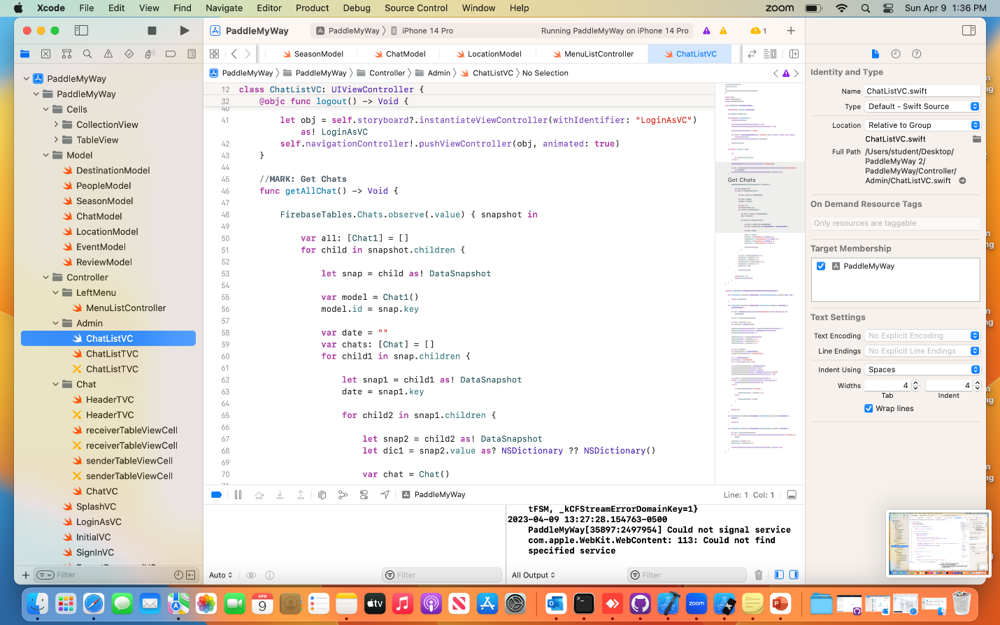 Xcode File Edit View Find Navigate Editor Product Debug Source Control Window Help zoom Sun Apr 9 1:36 PM
PaddleMyWay PaddleMyWay iPhone 14 Pro Running PaddleMyWay on iPhone 14 Pro 1
SeasonModel ChatModel LocationModel MenuListController ChatListVC
PaddleMyWay PaddleMyWay Controller Admin ChatListVC No Selection
PaddleMyWay
PaddleMyWay
Cells
CollectionView
TableView
Model
DestinationModel
PeopleModel
SeasonModel
ChatModel
LocationModel
EventModel
ReviewModel
Controller
LeftMenu
MenuListController
Admin
ChatListVC
ChatListTVC
ChatListTVC
Chat
HeaderTVC
HeaderTVC
receiverTableViewCell
receiverTableViewCell
senderTableViewCell
senderTableViewCell
ChatVC
SplashVC
LoginAsVC
InitialVC
SignInVC
Filter
12 class ChatListVC: UIViewController {
32 @objc func logout() -> Void {
40
41 let obj = self.storyboard?.instantiateViewController(withIdentifier: "LoginAsVC")
as! LoginAsVC
42 self.navigationController!.pushViewController(obj, animated: true)
43 }
44
45 //MARK: Get Chats
46 func getAllChat() -> Void {
47
48 FirebaseTables.Chats.observe(.value) { snapshot in
49
50 var all: [Chat1] = []
51 for child in snapshot.children {
52
53 let snap = child as! DataSnapshot
54
55 var model = Chat1()
56 model.id = snap.key
57
58 var date = ""
59 var chats: [Chat] = []
60 for child1 in snap.children {
61
62 let snap1 = child1 as! DataSnapshot
63 date = snap1.key
64
65 for child2 in snap1.children {
66
67 let snap2 = child2 as! DataSnapshot
68 let dic1 = snap2.value as? NSDictionary ?? NSDictionary()
69
70 var chat = Chat()
Get Chats
PaddleMyWay Line: 1 Col: 1
tFSM, _kCFStreamErrorDomainKey=1}
2023-04-09 13:27:28.154763-0500
PaddleMyWay[35897:2497954] Could not signal service
com.apple.WebKit.WebContent: 113: Could not find
specified service
Auto Filter All Output Filter
Identity and Type
Name ChatListVC.swift
Type Default - Swift Source
Location Relative to Group
ChatListVC.swift
Full Path /Users/student/Desktop/
PaddleMyWay 2/
PaddleMyWay/Controller/
Admin/ChatListVC.swift
On Demand Resource Tags
Only resources are taggable
Target Membership
PaddleMyWay
Text Settings
Text Encoding No Explicit Encoding
Line Endings No Explicit Line Endings
Indent Using Spaces
Widths 4 4
Tab Indent
Wrap lines
APR
9
tv
zoom